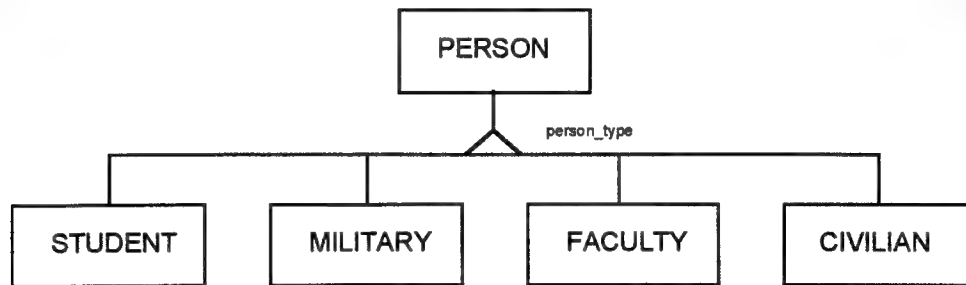 PERSON
person_type
STUDENT
MILITARY
FACULTY
CIVILIAN